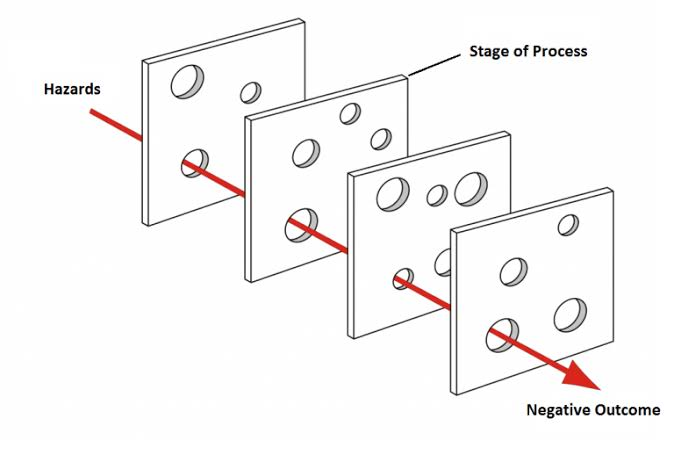 Stage of Process
Hazards
Negative Outcome